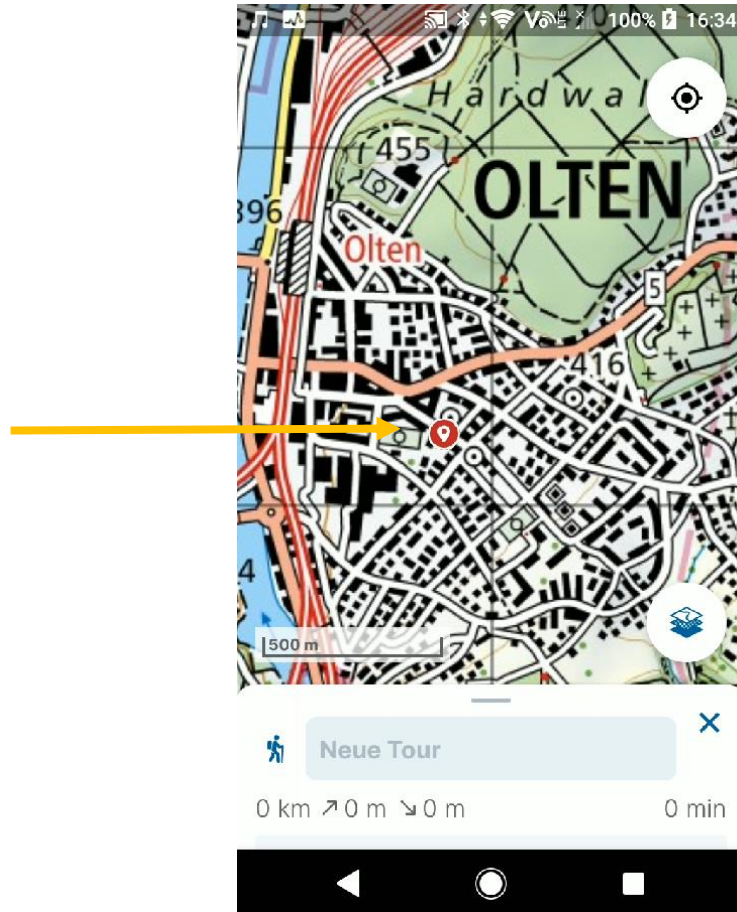 100% 16:34
Hardwal
455
OLTEN
396
Olten
5
416
4
500 m
Neue Tour
0 km ↗ 0 m ↘ 0 m 0 min